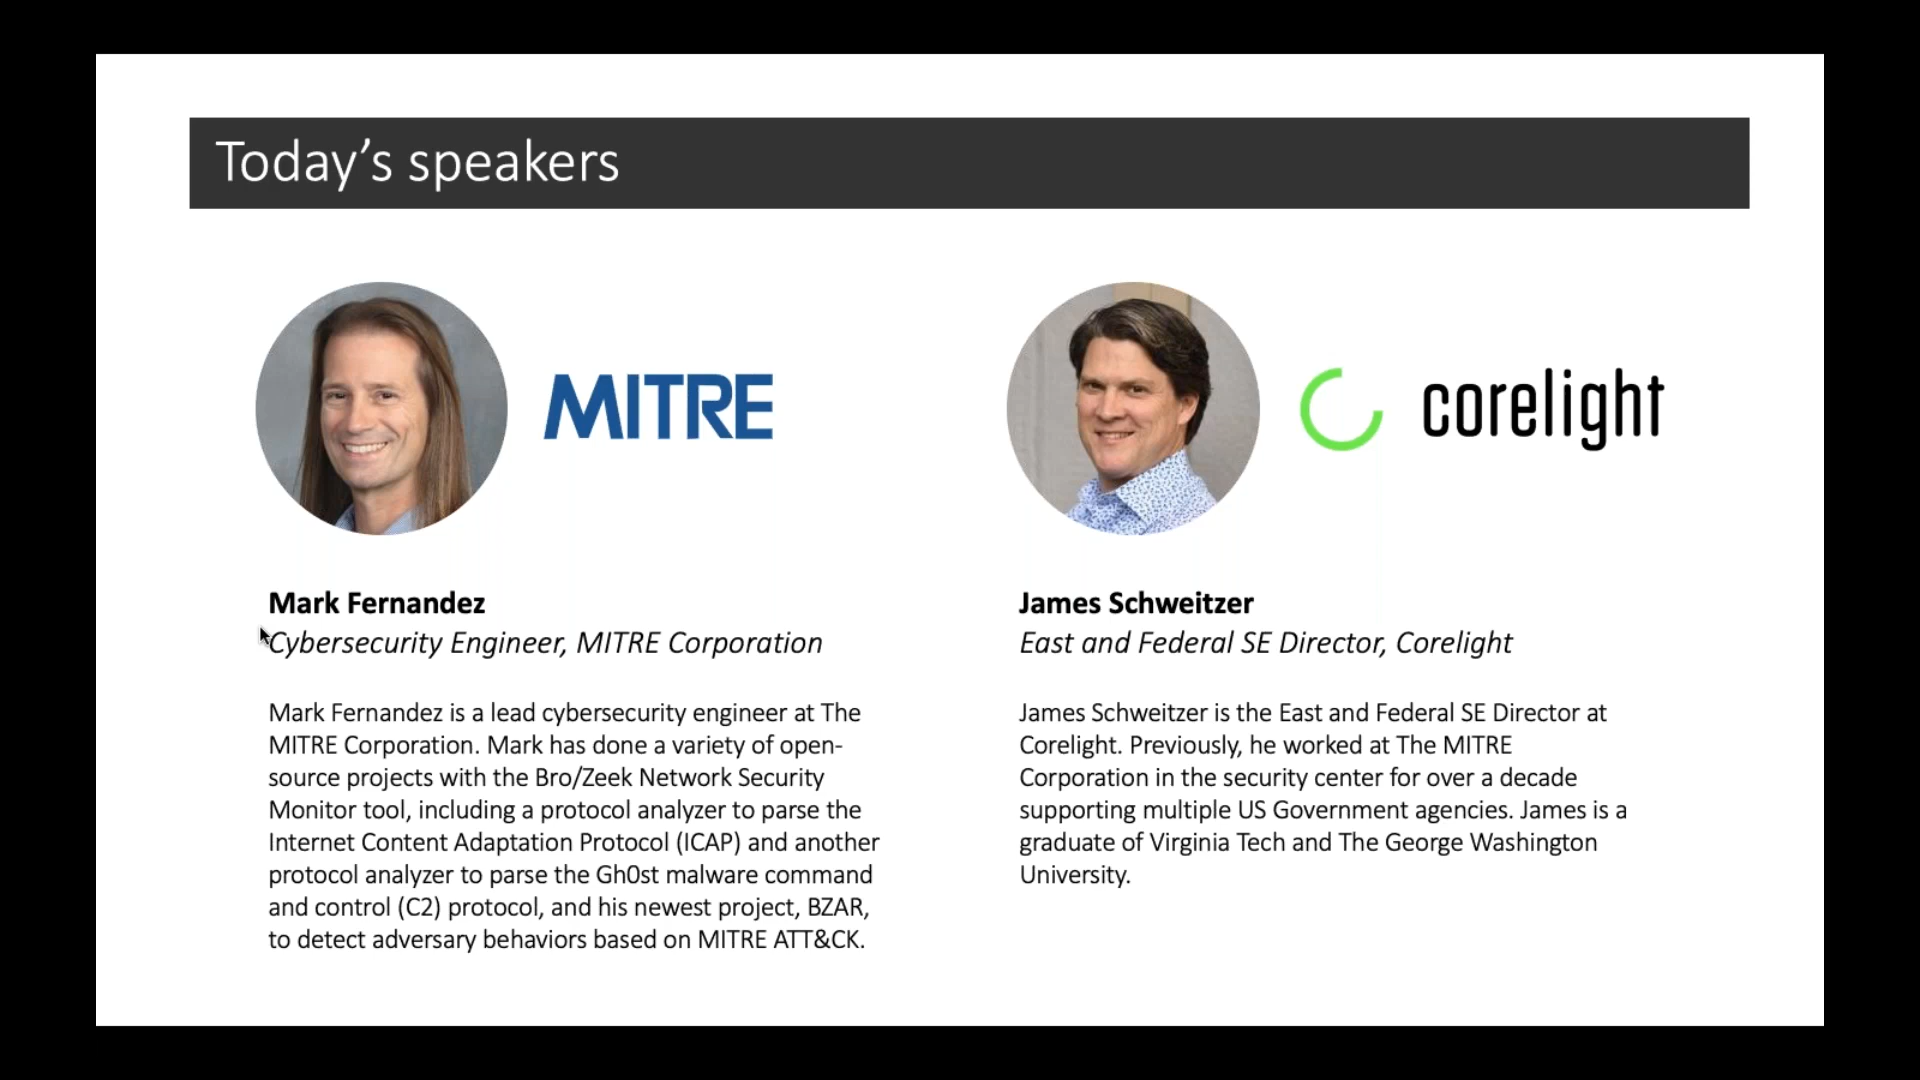 Today’s speakers
MITRE
corelight
Mark Fernandez
Cybersecurity Engineer, MITRE Corporation
Mark Fernandez is a lead cybersecurity engineer at The
MITRE Corporation. Mark has done a variety of open-
source projects with the Bro/Zeek Network Security
Monitor tool, including a protocol analyzer to parse the
Internet Content Adaptation Protocol (ICAP) and another
protocol analyzer to parse the Gh0st malware command
and control (C2) protocol, and his newest project, BZAR,
to detect adversary behaviors based on MITRE ATT&CK.
James Schweitzer
East and Federal SE Director, Corelight
James Schweitzer is the East and Federal SE Director at
Corelight. Previously, he worked at The MITRE
Corporation in the security center for over a decade
supporting multiple US Government agencies. James is a
graduate of Virginia Tech and The George Washington
University.